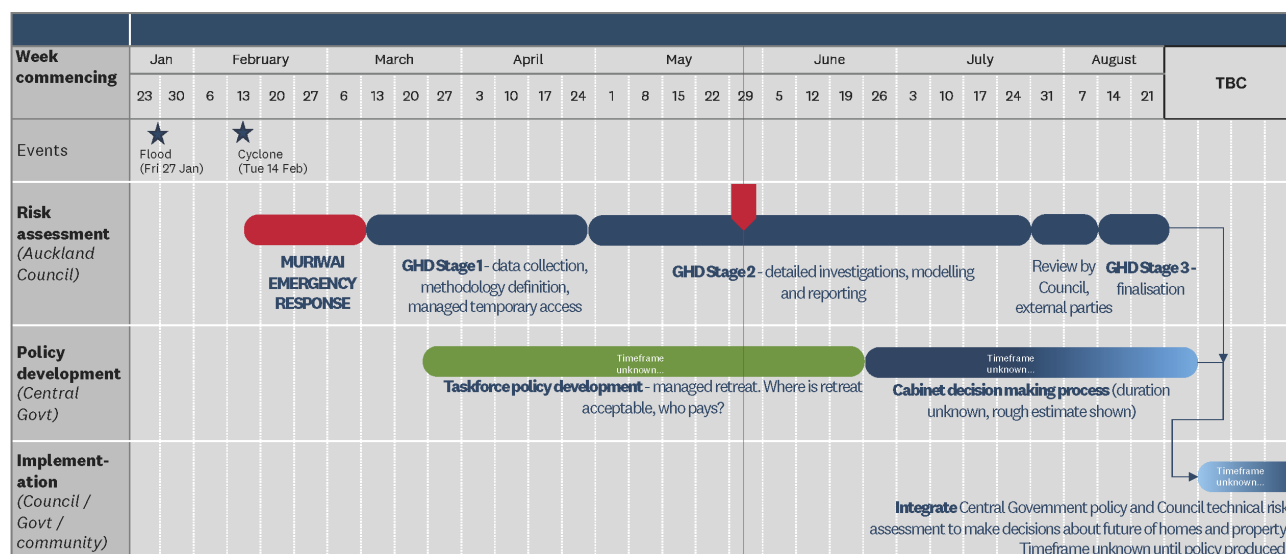 Week
commencing
Jan February March April May June July August TBC
23 30 6 13 20 27 6 13 20 27 3 10 17 24 1 8 15 22 29 5 12 19 26 3 10 17 24 31 7 14 21
Events
Flood
(Fri 27 Jan)
Cyclone
(Tue 14 Feb)
Risk
assessment
(Auckland
Council)
MURIWAI
EMERGENCY
RESPONSE
GHD Stage 1 - data collection,
methodology definition,
managed temporary access
GHD Stage 2 - detailed investigations, modelling
and reporting
Review by
Council,
external parties
GHD Stage 3 -
finalisation
Policy
development
(Central
Govt)
Timeframe
unknown...
Taskforce policy development - managed retreat. Where is retreat
acceptable, who pays?
Timeframe
unknown...
Cabinet decision making process (duration
unknown, rough estimate shown)
Implement-
ation
(Council /
Govt /
community)
Timeframe
unknown...
Integrate Central Government policy and Council technical risk
assessment to make decisions about future of homes and property
Timeframe unknown until policy produced